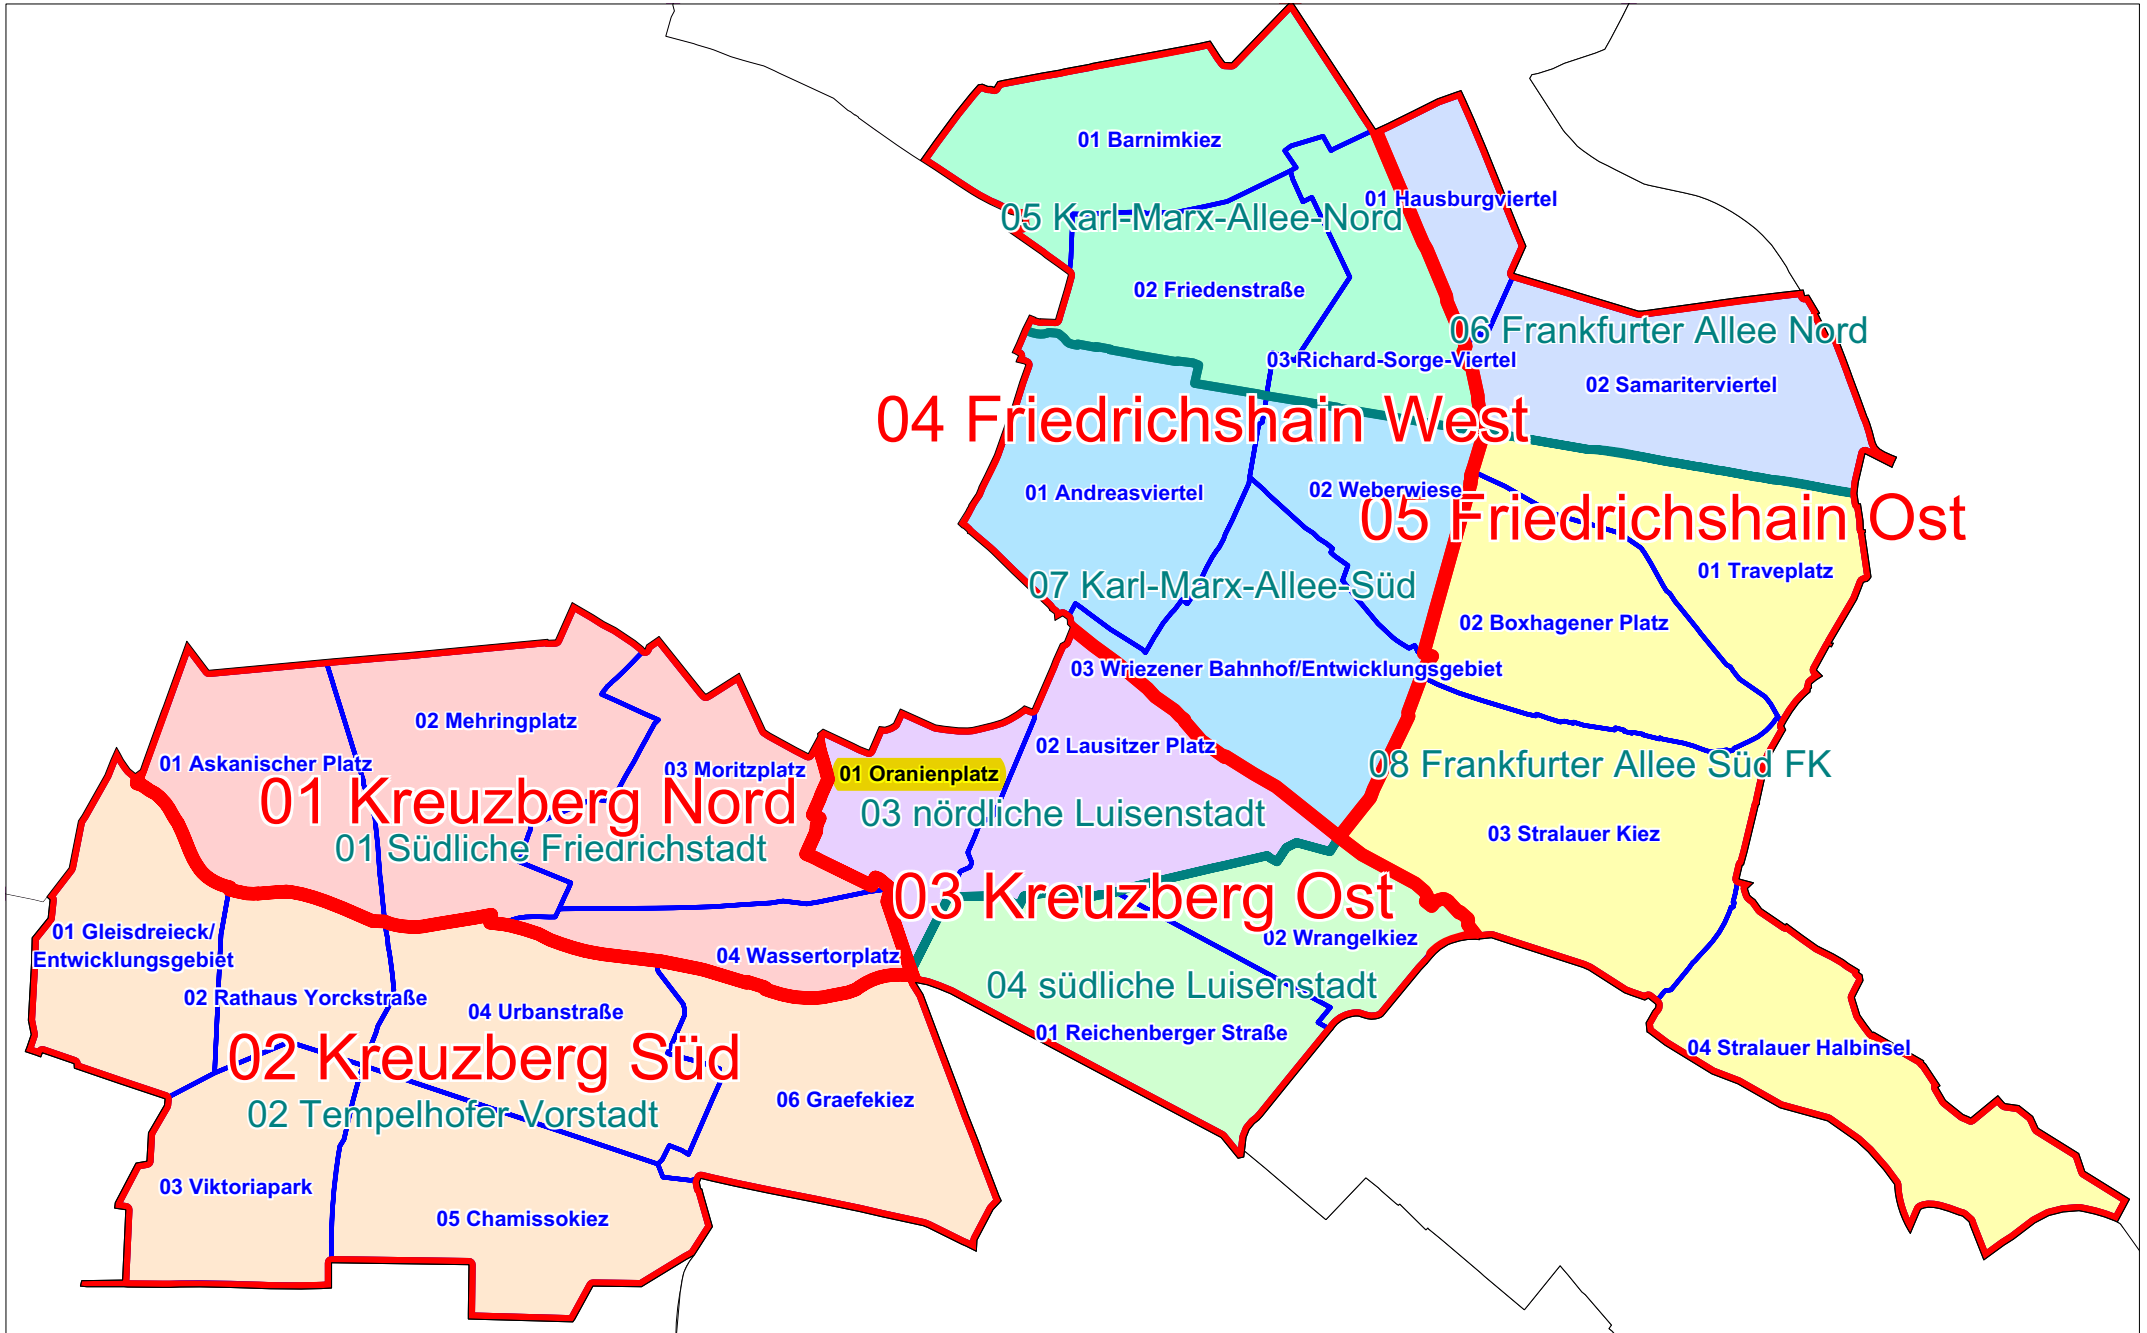 01 Barnimkiez
01 Hausburgviertel
05 Karl-Marx-Allee-Nord
02 Friedenstraße
06 Frankfurter Allee Nord
03 Richard-Sorge-Viertel
02 Samariterviertel
04 Friedrichshain West
01 Andreasviertel
02 Weberwiese
05 Friedrichshain Ost
01 Traveplatz
07 Karl-Marx-Allee-Süd
02 Boxhagener Platz
03 Wriezener Bahnhof/Entwicklungsgebiet
02 Mehringplatz
02 Lausitzer Platz
01 Askanischer Platz
03 Moritzplatz
01 Oranienplatz
08 Frankfurter Allee Süd FK
01 Kreuzberg Nord
03 nördliche Luisenstadt
03 Stralauer Kiez
01 Südliche Friedrichstadt
03 Kreuzberg Ost
01 Gleisdreieck/
Entwicklungsgebiet
02 Wrangelkiez
04 Wassertorplatz
04 südliche Luisenstadt
02 Rathaus Yorckstraße
04 Urbanstraße
01 Reichenberger Straße
04 Stralauer Halbinsel
02 Kreuzberg Süd
06 Graefekiez
02 Tempelhofer Vorstadt
03 Viktoriapark
05 Chamissokiez